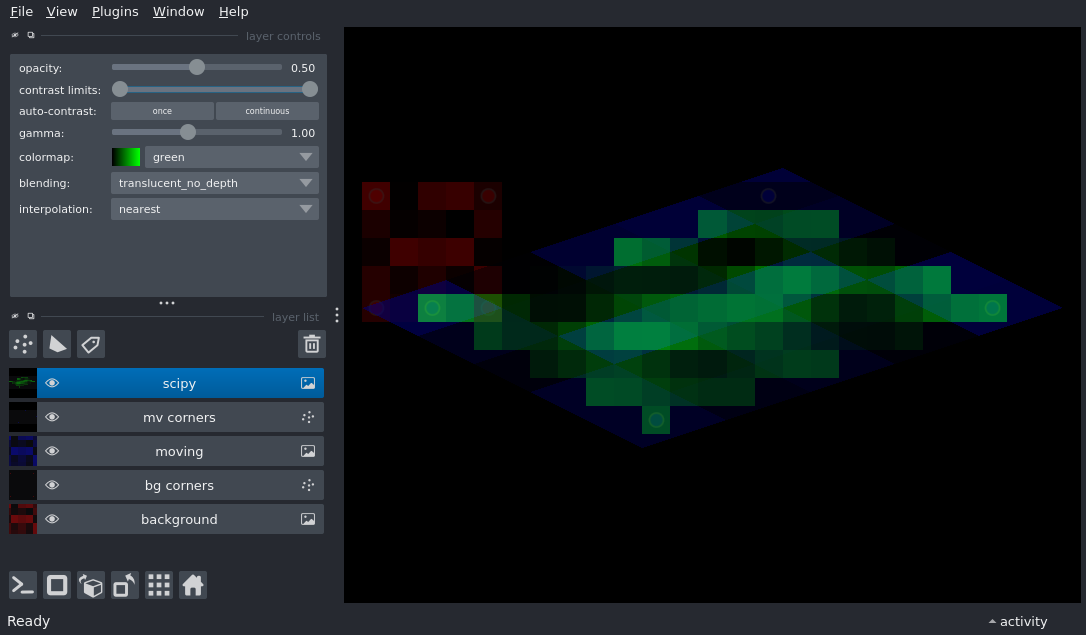 File View Plugins Window Help
layer controls
opacity: 0.50
contrast limits:
auto-contrast: once continuous
gamma: 1.00
colormap: green
blending: translucent_no_depth
interpolation: nearest
layer list
scipy
mv corners
moving
bg corners
background
Ready activity